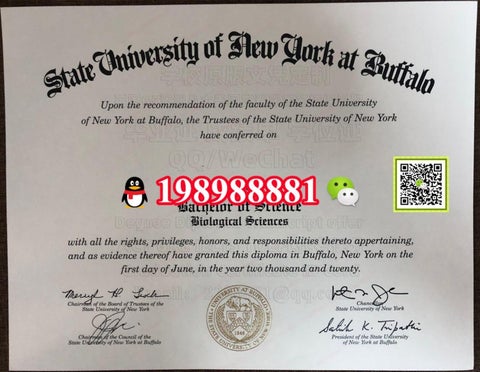 State University of New York at Buffalo
Upon the recommendation of the faculty of the State University
of New York at Buffalo, the Trustees of the State University of New York
have conferred on
QQ/WeChat
198988881
Bachelor of Science
Biological Sciences
with all the rights, privileges, honors, and responsibilities thereto appertaining,
and as evidence thereof have granted this diploma in Buffalo, New York on the
first day of June, in the year two thousand and twenty.
Chairman of the Board of Trustees of the
State University of New York
Chancellor
State University of New York
Chairman of the Council of the
State University of New York at Buffalo
Satish K. Tripathi
President of the State University
of New York at Buffalo